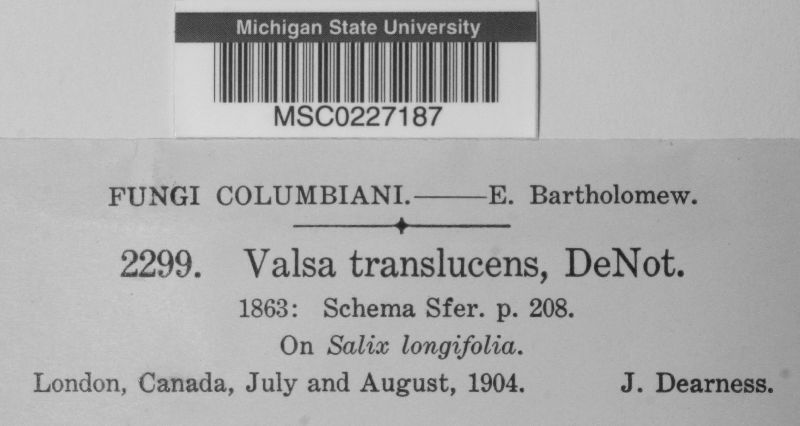 Michigan State University
MSC0227187
FUNGI COLUMBIANI.——E. Bartholomew.
2299. Valsa translucens, DeNot.
1863: Schema Sfer. p. 208.
On Salix longifolia.
London, Canada, July and August, 1904. J. Dearness.